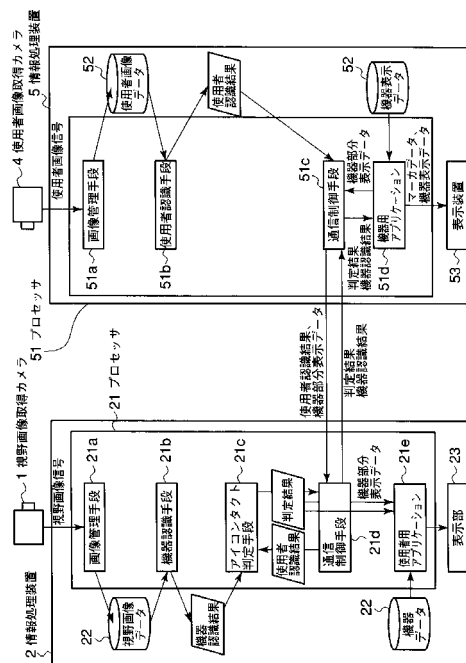 1 視野画像取得カメラ
2 情報処理装置
視野画像信号
21 プロセッサ
21a
画像管理手段
22
視野画像データ
21b
機器認識手段
機器認識結果
21c
アイコンタクト
判定手段
使用者
認識結果
判定結果
通信
制御手段
21d
機器部分
表示データ
21e
使用者用
アプリケーション
22
機器
データ
23
表示部
使用者認識結果、
機器部分表示データ
判定結果
機器認識結果
4 使用者画像取得カメラ
5 情報処理装置
使用者画像信号
51 プロセッサ
51a
画像管理手段
52
使用者画像データ
51b
使用者認識手段
使用者
認識結果
51c
通信制御手段
機器部分
表示データ
判定結果
機器認識結果
51d
機器用
アプリケーション
52
機器表示
データ
マーカデータ、
機器表示データ
53
表示装置